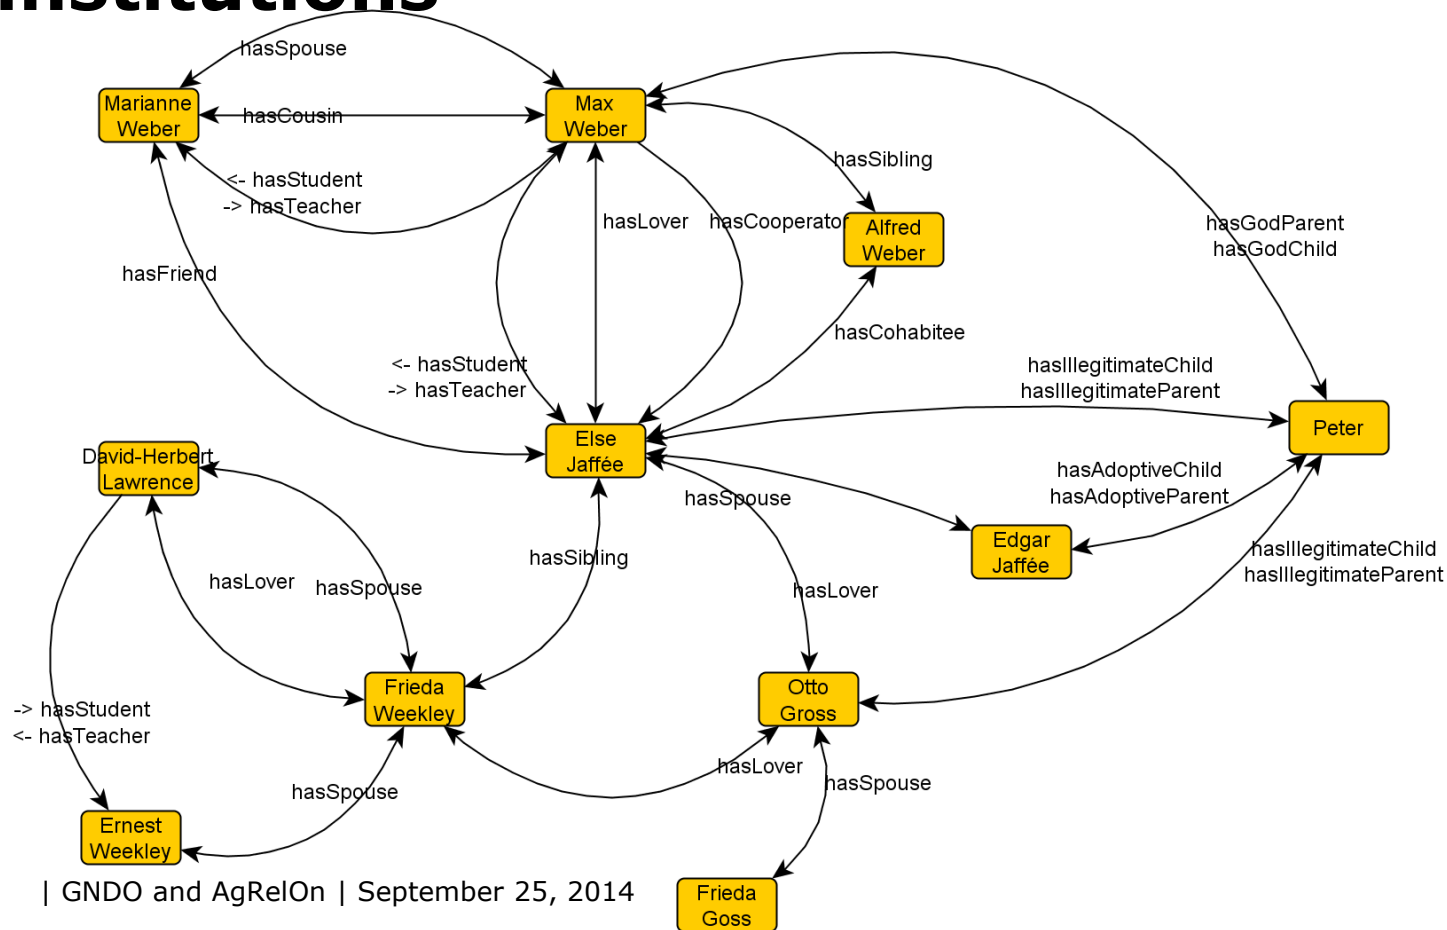 institutions
hasSpouse
Marianne
Weber
hasCousin
Max
Weber
<- hasStudent
-> hasTeacher
hasSibling
hasLover
hasCooperator
Alfred
Weber
hasGodParent
hasGodChild
hasFriend
hasCohabitee
<- hasStudent
-> hasTeacher
hasIllegitimateChild
hasIllegitimateParent
Peter
Else
Jaffée
David-Herbert
Lawrence
hasSpouse
hasAdoptiveChild
hasAdoptiveParent
Edgar
Jaffée
hasSibling
hasIllegitimateChild
hasIllegitimateParent
hasLover
hasSpouse
hasLover
Frieda
Weekley
Otto
Gross
-> hasStudent
<- hasTeacher
hasLover
hasSpouse
hasSpouse
Ernest
Weekley
| GNDO and AgRelOn | September 25, 2014
Frieda
Goss